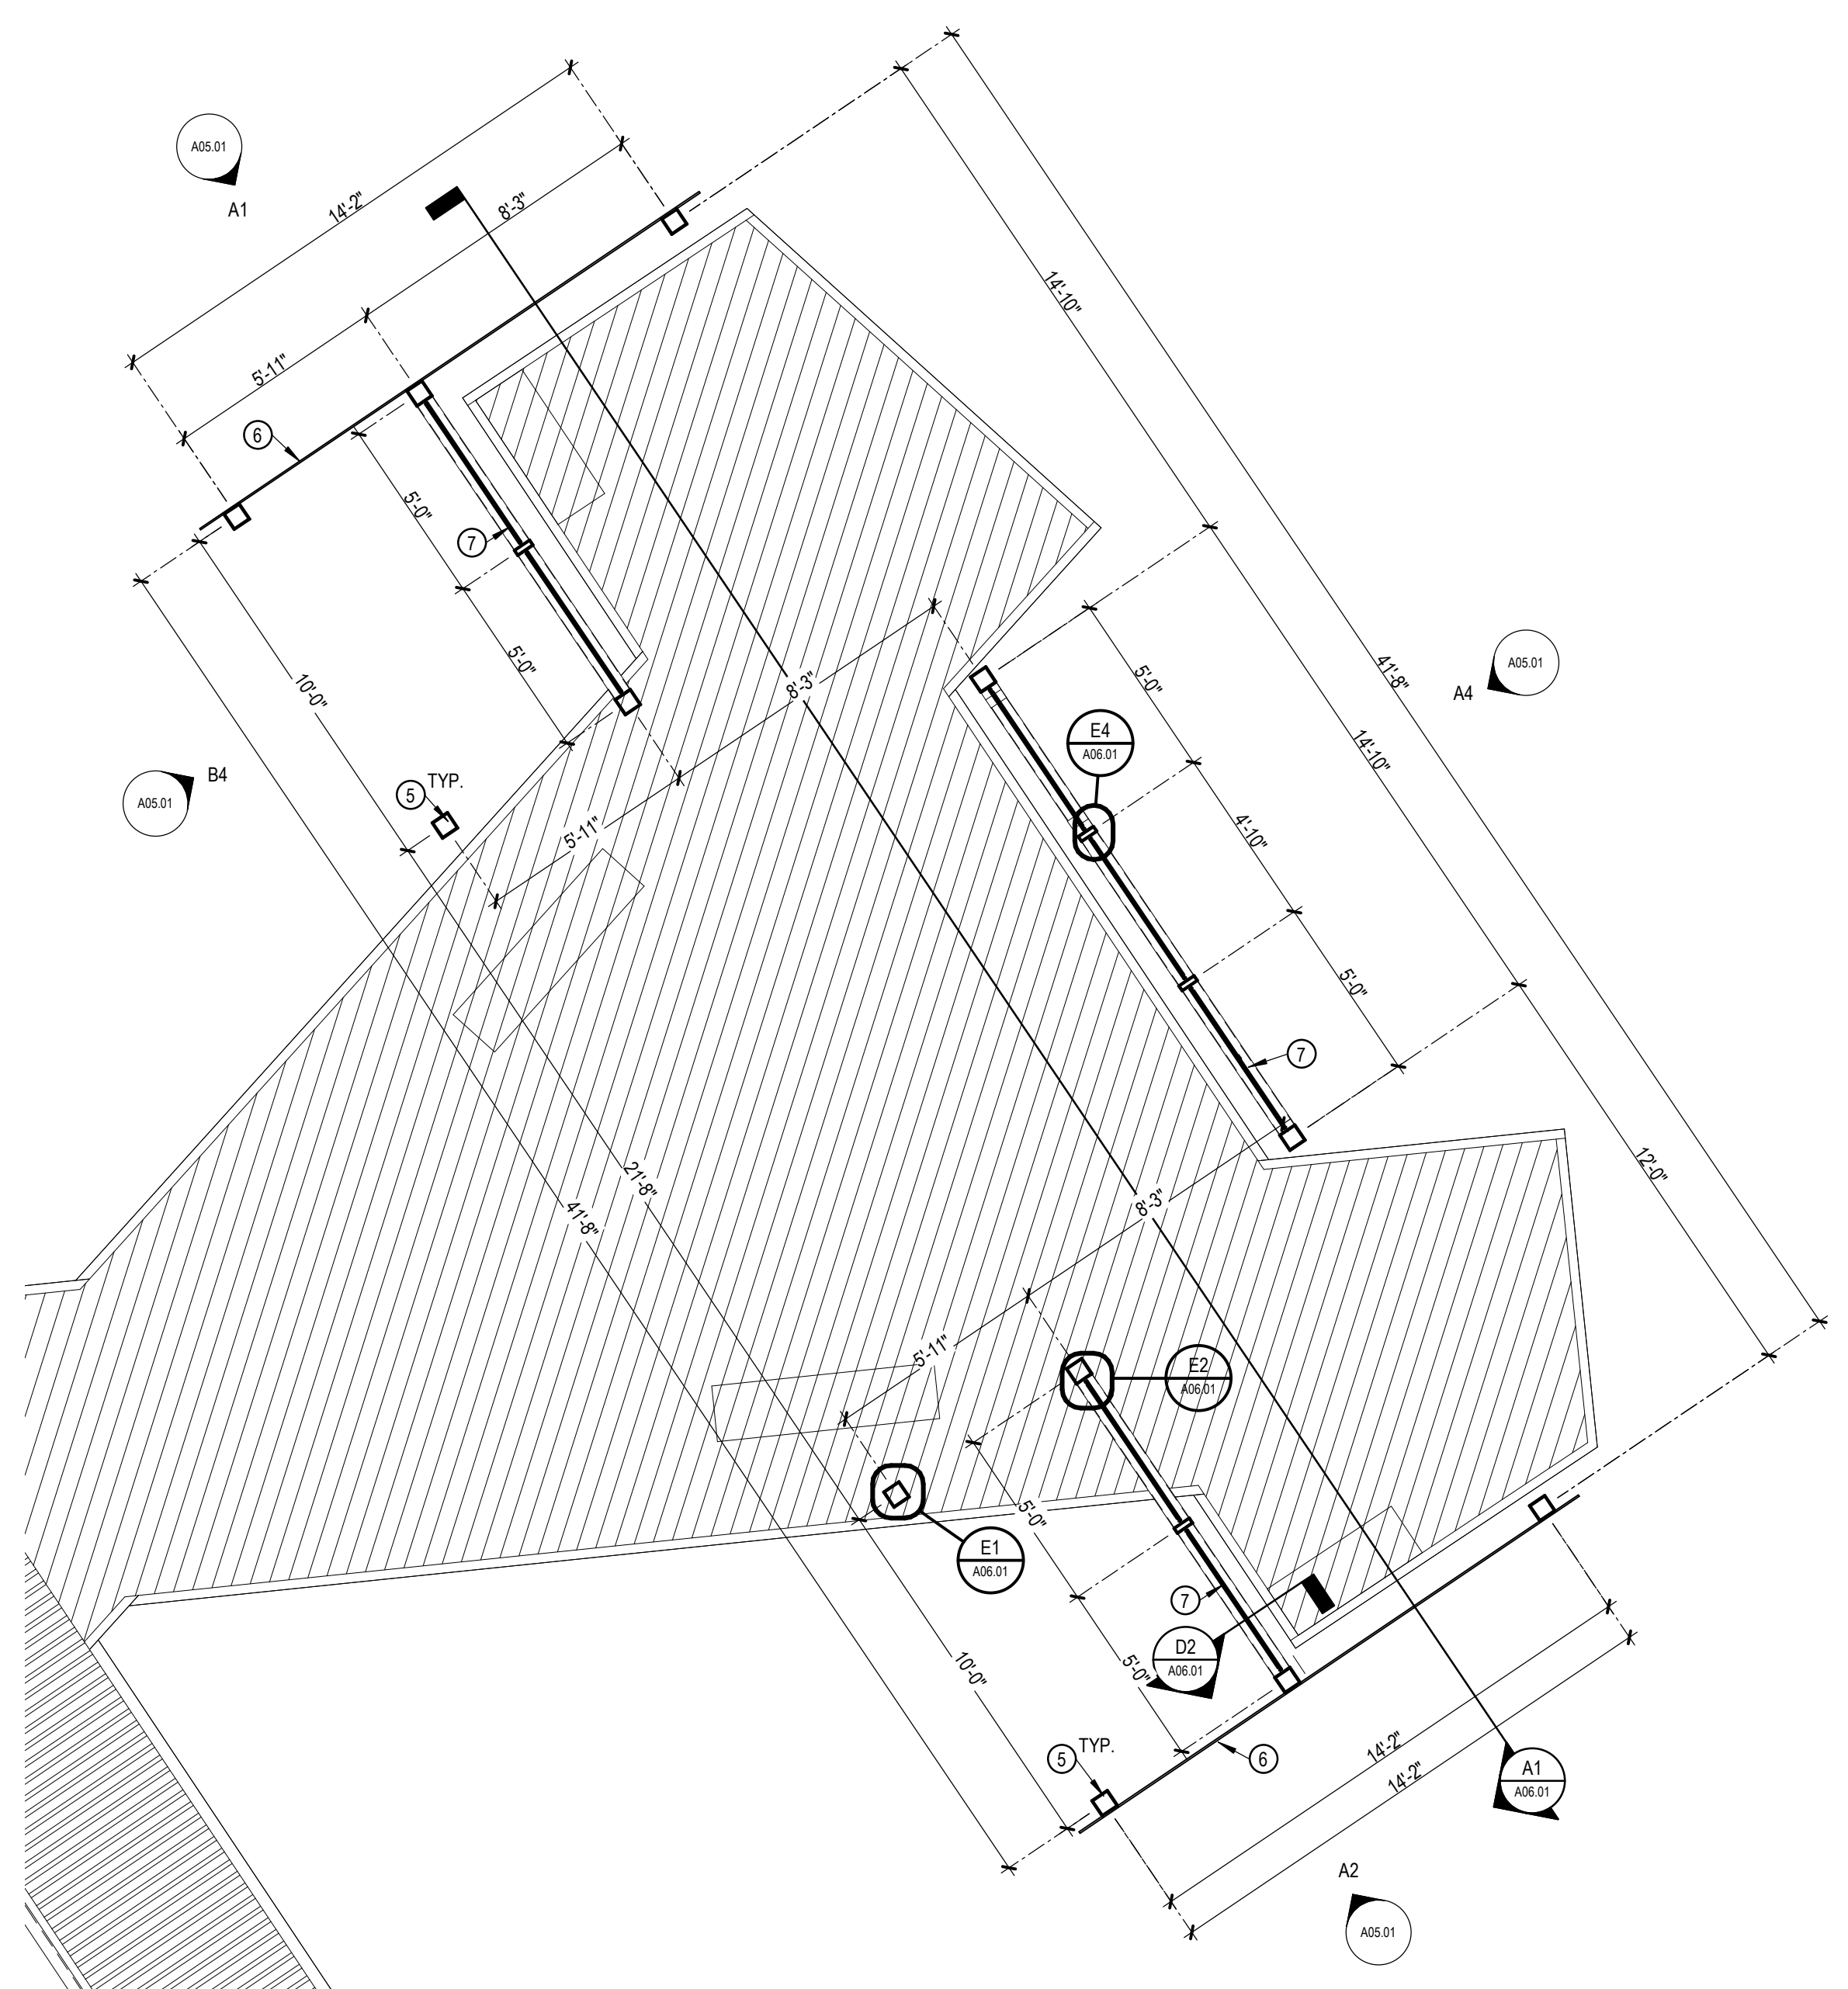 A05.01
A1
14'-2"
8'-3"
5'-11"
6
14'-10"
5'-0"
7
5'-0"
10'-0"
8'-3"
5'-0"
41'-8"
A05.01
A4
E4
A06.01
14'-10"
A05.01
B4
5
TYP.
5'-11"
4'-10"
5'-0"
7
12'-0"
21'-8"
41'-8"
8'-3"
5'-11"
E2
A06.01
5'-0"
E1
A06.01
7
D2
A06.01
5'-0"
10'-0"
5
TYP.
6
14'-2"
14'-2"
A1
A06.01
A2
A05.01